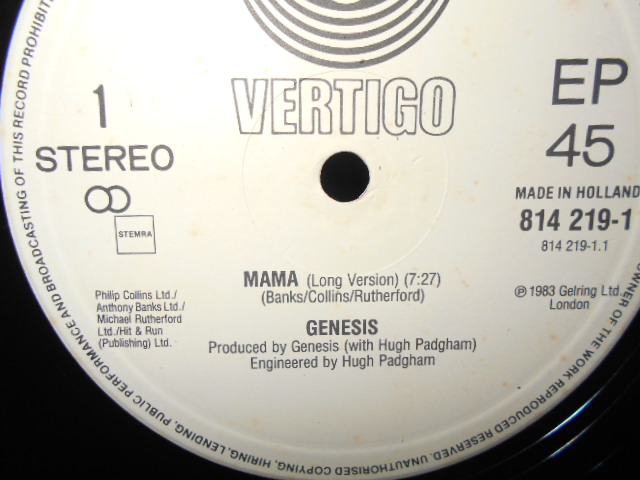 VERTIGO
1
STEREO
STEMRA
EP
45
MADE IN HOLLAND
814 219-1
814 219-1.1
MAMA (Long Version) (7:27)
(Banks/Collins/Rutherford)
Philip Collins Ltd./
Anthony Banks Ltd./
Michael Rutherford
Ltd./Hit & Run
(Publishing) Ltd.
℗ 1983 Gelring Ltd.
London
GENESIS
Produced by Genesis (with Hugh Padgham)
Engineered by Hugh Padgham
OWNER OF THE WORK REPRODUCED RESERVED. UNAUTHORISED COPYING, HIRING, LENDING, PUBLIC PERFORMANCE AND BROADCASTING OF THIS RECORD PROHIBITED